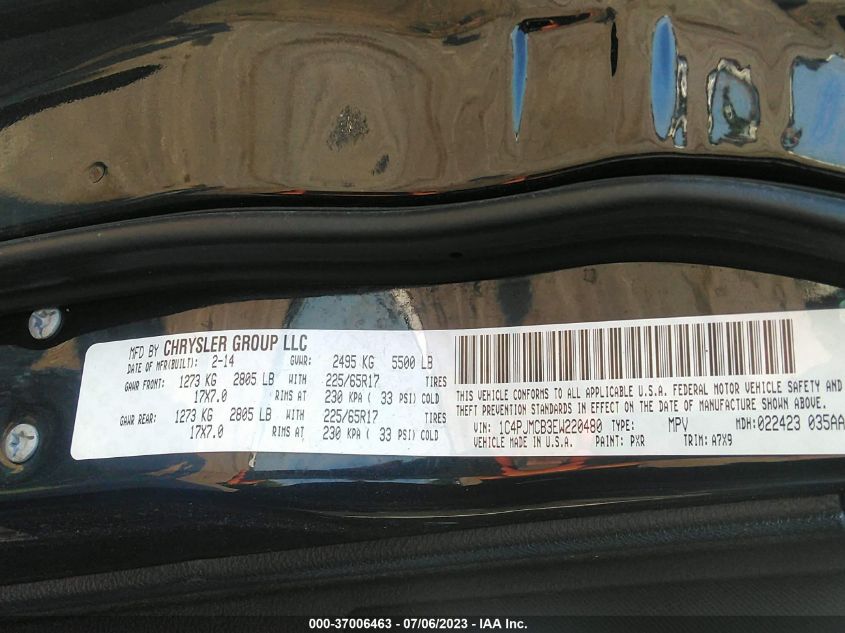 MFD BY CHRYSLER GROUP LLC
DATE OF MFR(BUILT): 2-14 GVWR: 2495 KG 5500 LB
GAWR FRONT: 1273 KG 2805 LB WITH 225/65R17 TIRES
17X7.0 RIMS AT 230 KPA ( 33 PSI) COLD
GAWR REAR: 1273 KG 2805 LB WITH 225/65R17 TIRES
17X7.0 RIMS AT 230 KPA ( 33 PSI) COLD
THIS VEHICLE CONFORMS TO ALL APPLICABLE U.S.A. FEDERAL MOTOR VEHICLE SAFETY AND
THEFT PREVENTION STANDARDS IN EFFECT ON THE DATE OF MANUFACTURE SHOWN ABOVE.
VIN: 1C4PJMCB3EW220480 TYPE: MPV MDH:022423 035AA
VEHICLE MADE IN U.S.A. PAINT: PXR TRIM: A7X9
000-37006463 - 07/06/2023 - IAA Inc.